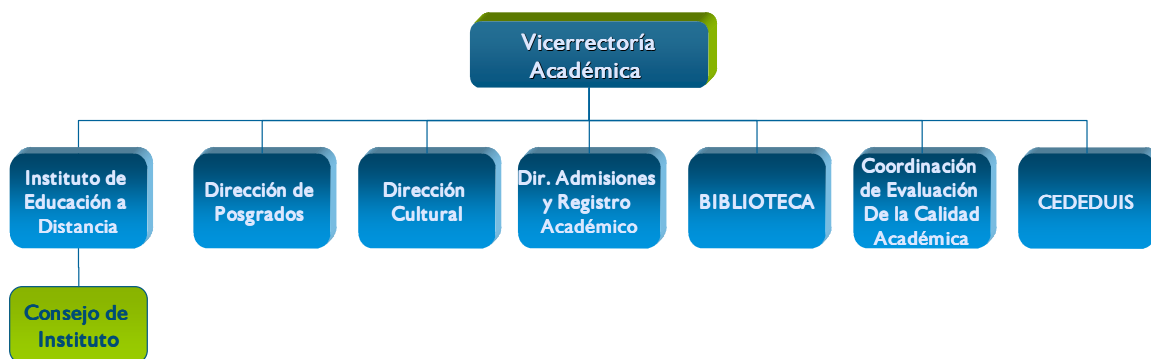 Vicerrectoría
Académica
Instituto de
Educación a
Distancia
Dirección de
Posgrados
Dirección
Cultural
Dir. Admisiones
y Registro
Académico
BIBLIOTECA
Coordinación
de Evaluación
De la Calidad
Académica
CEDEDUIS
Consejo de
Instituto